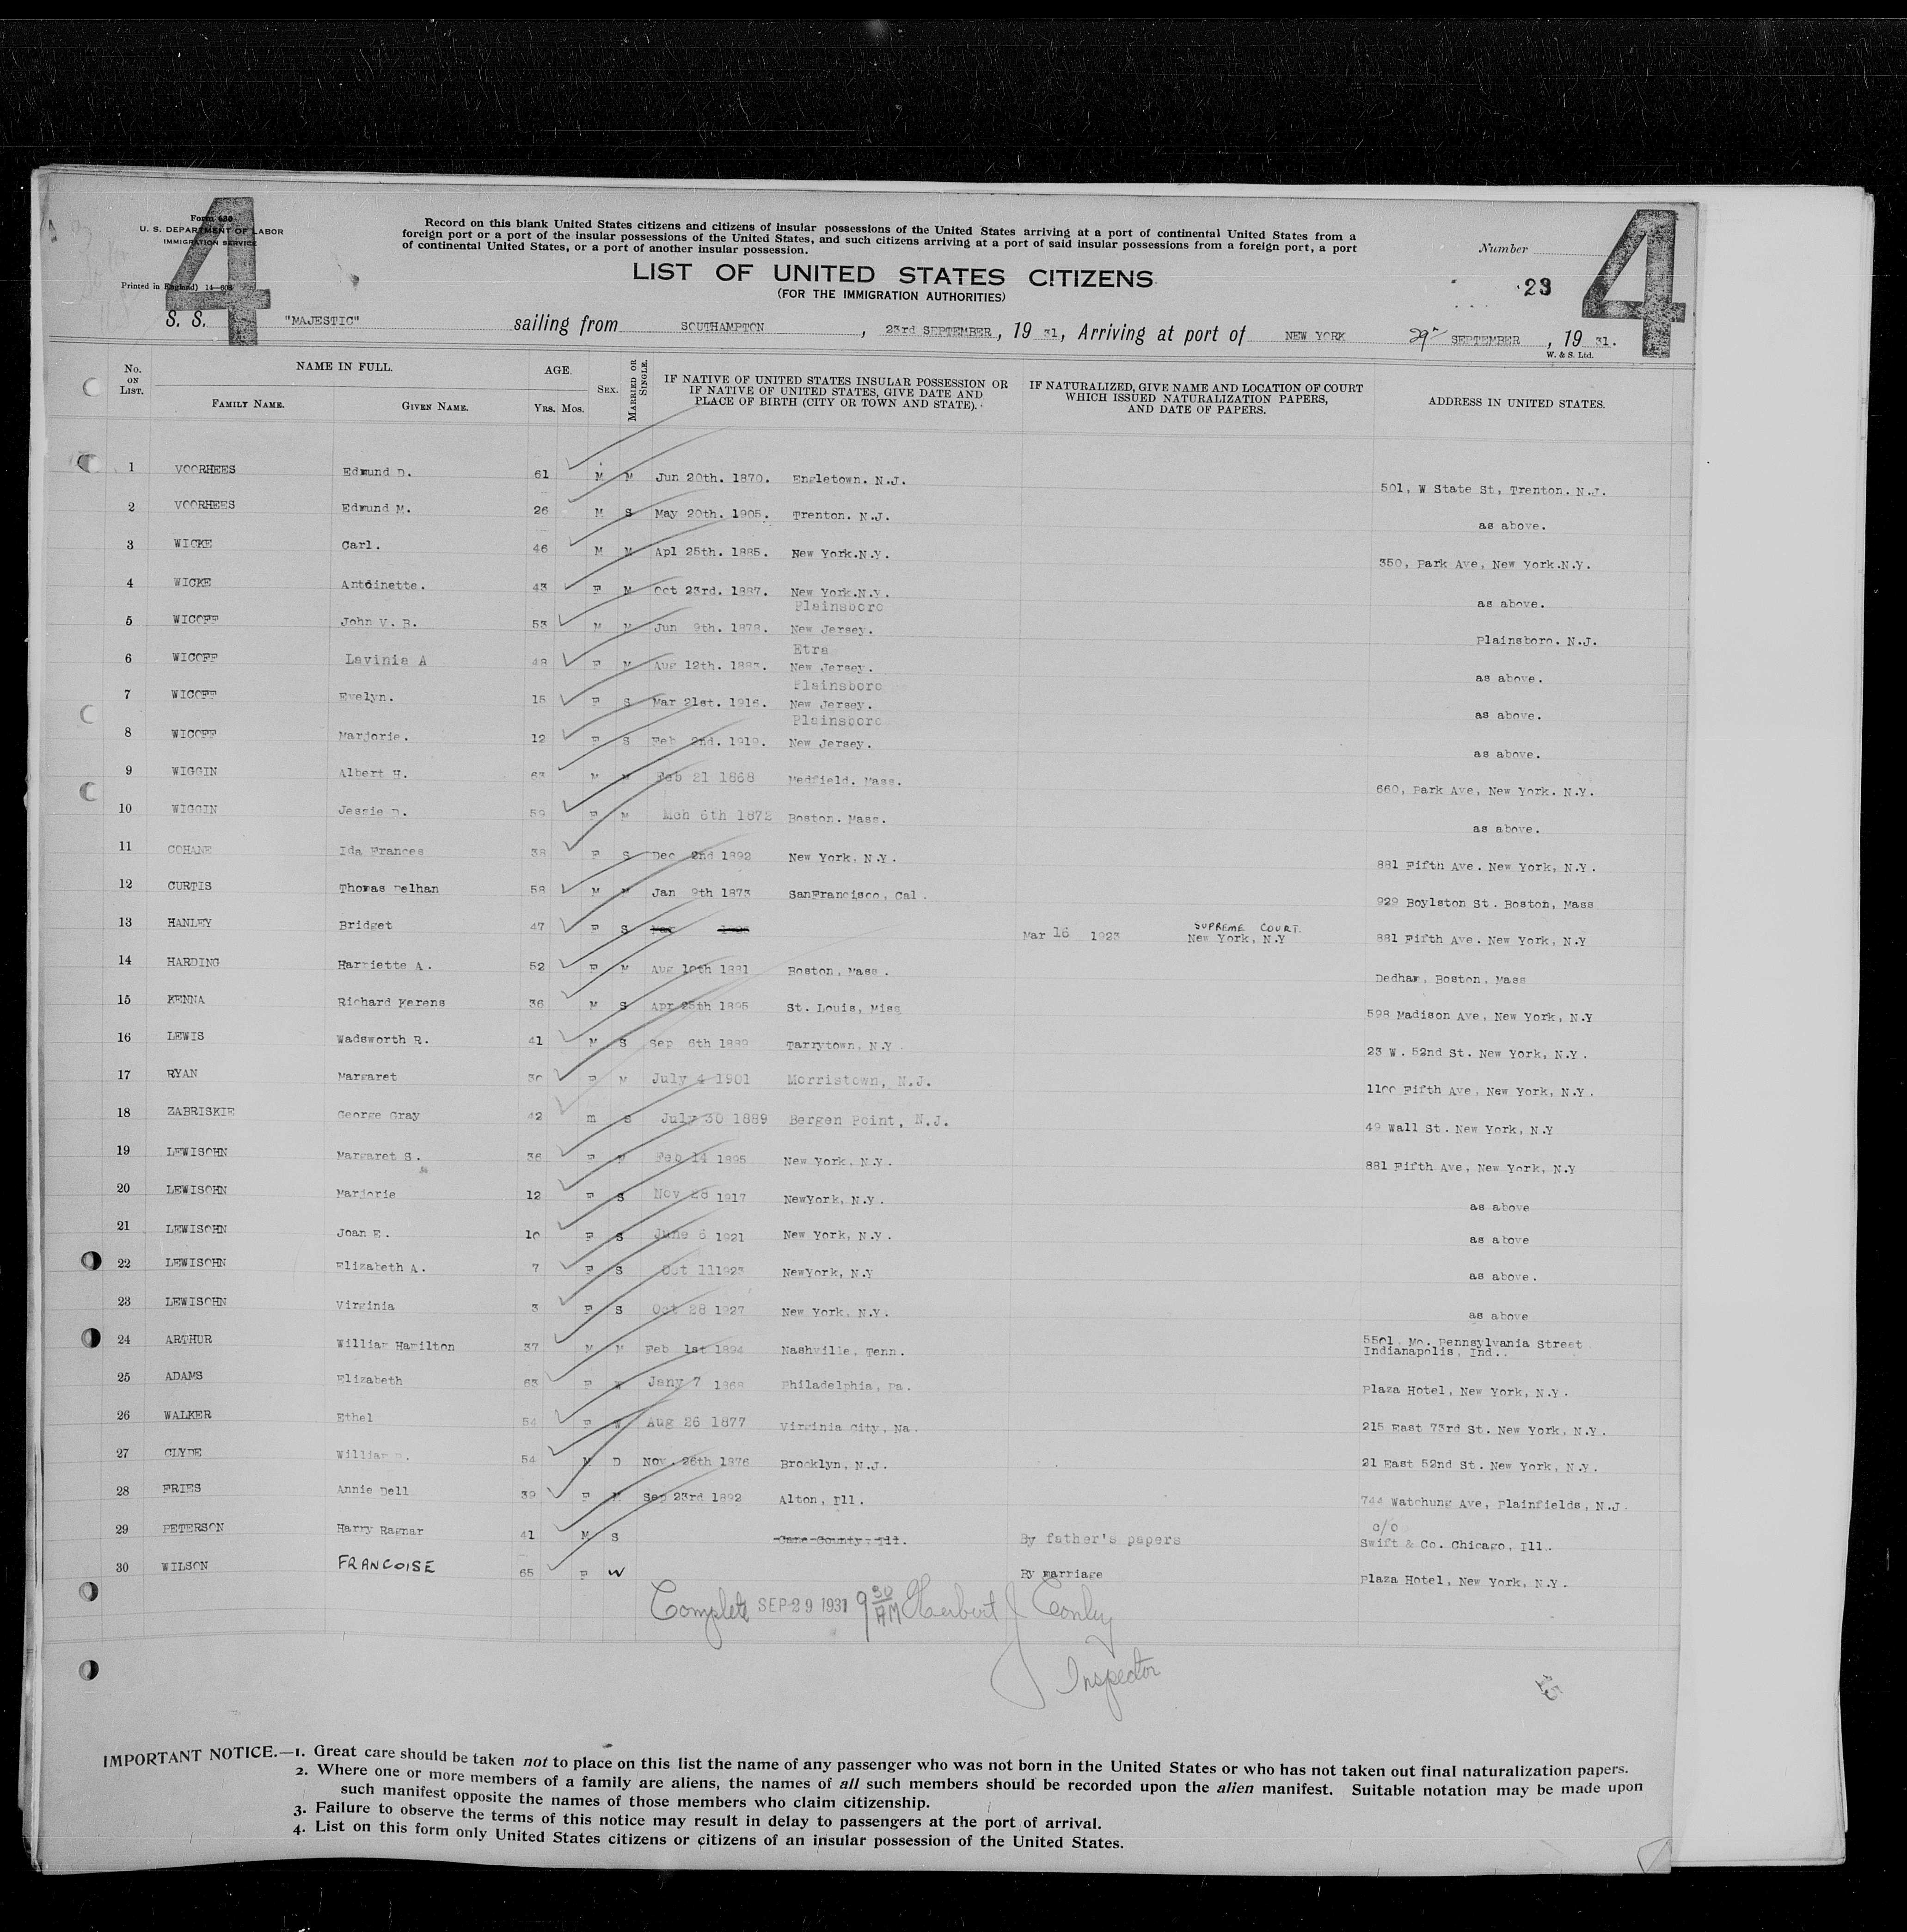 4
Form 630
U. S. DEPARTMENT OF LABOR
IMMIGRATION SERVICE
Printed in England) 14—608
Record on this blank United States citizens and citizens of insular possessions of the United States arriving at a port of continental United States from a
foreign port or a port of the insular possessions of the United States, and such citizens arriving at a port of said insular possessions from a foreign port, a port
of continental United States, or a port of another insular possession.
Number
4
LIST OF UNITED STATES CITIZENS
(FOR THE IMMIGRATION AUTHORITIES)
23
S. S. "MAJESTIC" sailing from SOUTHAMPTON, 23rd SEPTEMBER, 19 31, Arriving at port of NEW YORK 29th SEPTEMBER, 19 31.
W. & S. Ltd.
No. ON LIST. NAME IN FULL. FAMILY NAME. GIVEN NAME. AGE. Yrs. Mos. SEX. MARRIED OR SINGLE. IF NATIVE OF UNITED STATES INSULAR POSSESSION OR IF NATIVE OF UNITED STATES, GIVE DATE AND PLACE OF BIRTH (CITY OR TOWN AND STATE). IF NATURALIZED, GIVE NAME AND LOCATION OF COURT WHICH ISSUED NATURALIZATION PAPERS, AND DATE OF PAPERS. ADDRESS IN UNITED STATES.
1 VOORHEES Edmund D. 61 M M Jun 20th. 1870. Engletown. N.J. 501, W State St, Trenton. N.J.
2 VOORHEES Edmund M. 26 M S May 20th. 1905. Trenton. N.J. as above.
3 WICKE Carl. 46 M M Apl 25th. 1885. New York.N.Y. 350, Park Ave, New York.N.Y.
4 WICKE Antoinette. 43 F M Oct 23rd. 1887. New York.N.Y. as above.
5 WICOFF John V. B. 53 M M Jun 9th. 1878. Plainsboro New Jersey. Plainsboro. N.J.
6 WICOFF Lavinia A 48 F M Aug 12th. 1883. Etra New Jersey. as above.
7 WICOFF Evelyn. 15 F S Mar 21st. 1916. Plainsboro New Jersey. as above.
8 WICOFF Marjorie. 12 F S Feb 2nd. 1919. Plainsboro New Jersey. as above.
9 WIGGIN Albert H. 63 M M Feb 21 1868 Medfield. Mass. 660, Park Ave, New York. N.Y.
10 WIGGIN Jessie D. 59 F M Mch 6th 1872 Boston. Mass. as above.
11 COHANE Ida Frances 38 F S Dec 2nd 1892 New York, N.Y. 881 Fifth Ave. New York, N.Y.
12 CURTIS Thomas Pelhan 58 M M Jan 9th 1873 SanFrancisco, Cal. 929 Boylston St. Boston, Mass
13 HANLEY Bridget 47 F S Mar Mar 16 1923 SUPREME COURT. New York, N.Y 881 Fifth Ave. New York, N.Y
14 HARDING Harriette A. 52 F M Aug 19th 1881 Boston, Mass. Dedham, Boston, Mass
15 KENNA Richard Kerens 36 M S Apr 25th 1895 St. Louis, Miss 598 Madison Ave, New York, N.Y
16 LEWIS Wadsworth R. 41 M S Sep 6th 1889 Tarrytown, N.Y. 23 W. 52nd St. New York, N.Y.
17 RYAN Margaret 30 F M July 4 1901 Morristown, N.J. 1100 Fifth Ave, New York, N.Y.
18 ZABRISKIE George Gray 42 m S July 30 1889 Bergen Point, N.J. 49 Wall St. New York, N.Y
19 LEWISOHN Margaret S. 36 F M Feb 14 1895 New York, N.Y. 881 Fifth Ave, New York, N.Y
20 LEWISOHN Marjorie 12 F S Nov 28 1917 NewYork, N.Y. as above
21 LEWISOHN Joan E. 10 F S June 6 1921 New York, N.Y. as above
22 LEWISOHN Elizabeth A. 7 F S Oct 111923 NewYork, N.Y as above.
23 LEWISOHN Virginia 3 F S Oct 28 1927 New York, N.Y. as above
24 ARTHUR William Hamilton 37 M M Feb 1st 1894 Nashville, Tenn. 5501, No. Pennsylvania Street Indianapolis, Ind..
25 ADAMS Elizabeth 63 F W Jany 7 1868 Philadelphia, Pa. Plaza Hotel, New York, N.Y.
26 WALKER Ethel 54 F W Aug 26 1877 Virginia City, Na. 215 East 73rd St. New York, N.Y.
27 CLYDE William P. 54 M D Nov. 26th 1876 Brooklyn, N.J. 21 East 52nd St. New York, N.Y.
28 FRIES Annie Dell 39 F M Sep 23rd 1892 Alton, Ill. 744 Watchung Ave, Plainfields, N.J.
29 PETERSON Harry Ragnar 41 M S Cane County, Ill. By father's papers c/o Swift & Co. Chicago, Ill.
30 WILSON FRANCOISE 65 F W By marriage Plaza Hotel, New York, N.Y.
Complete SEP 29 1931 9 30 AM Herbert J Conley
Inspector
IMPORTANT NOTICE.—1. Great care should be taken not to place on this list the name of any passenger who was not born in the United States or who has not taken out final naturalization papers.
2. Where one or more members of a family are aliens, the names of all such members should be recorded upon the alien manifest. Suitable notation may be made upon
such manifest opposite the names of those members who claim citizenship.
3. Failure to observe the terms of this notice may result in delay to passengers at the port of arrival.
4. List on this form only United States citizens or citizens of an insular possession of the United States.